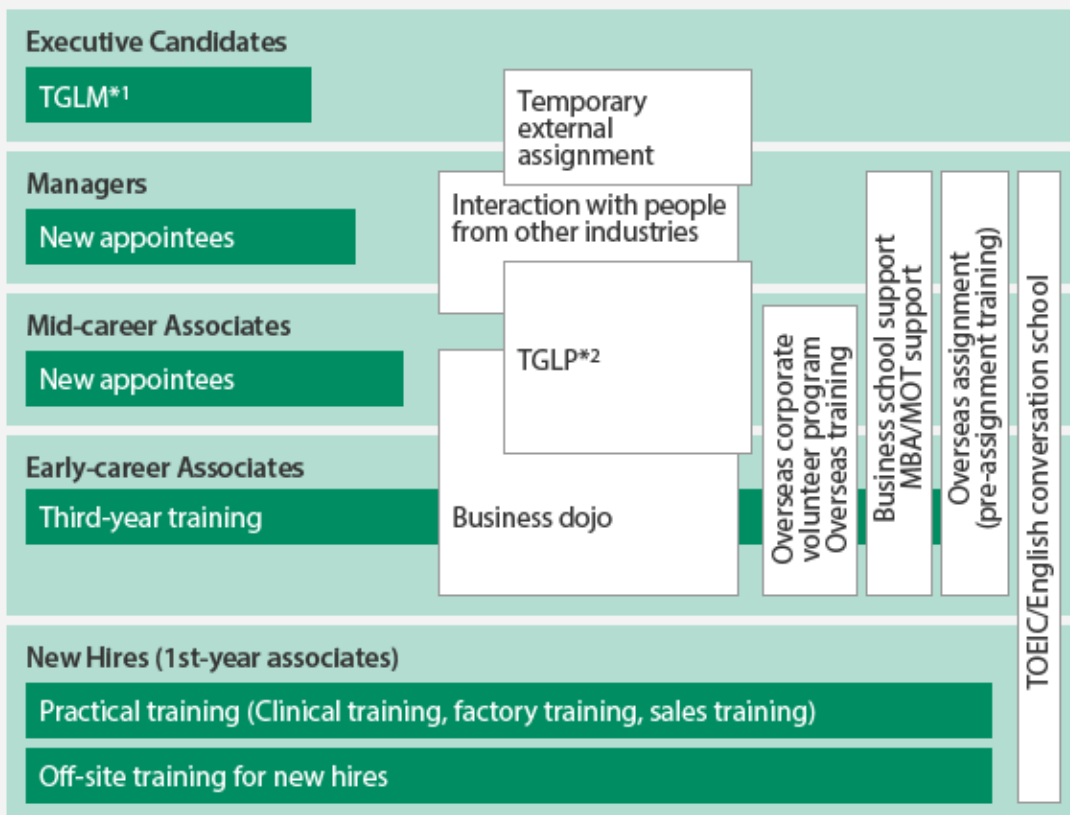 Executive Candidates
TGLM*1
Temporary
external
assignment
Managers
New appointees
Interaction with people
from other industries
Mid-career Associates
New appointees
TGLP*2
Early-career Associates
Third-year training
Business dojo
Overseas corporate
volunteer program
Overseas training
Business school support
MBA/MOT support
Overseas assignment
(pre-assignment training)
TOEIC/English conversation school
New Hires (1st-year associates)
Practical training (Clinical training, factory training, sales training)
Off-site training for new hires